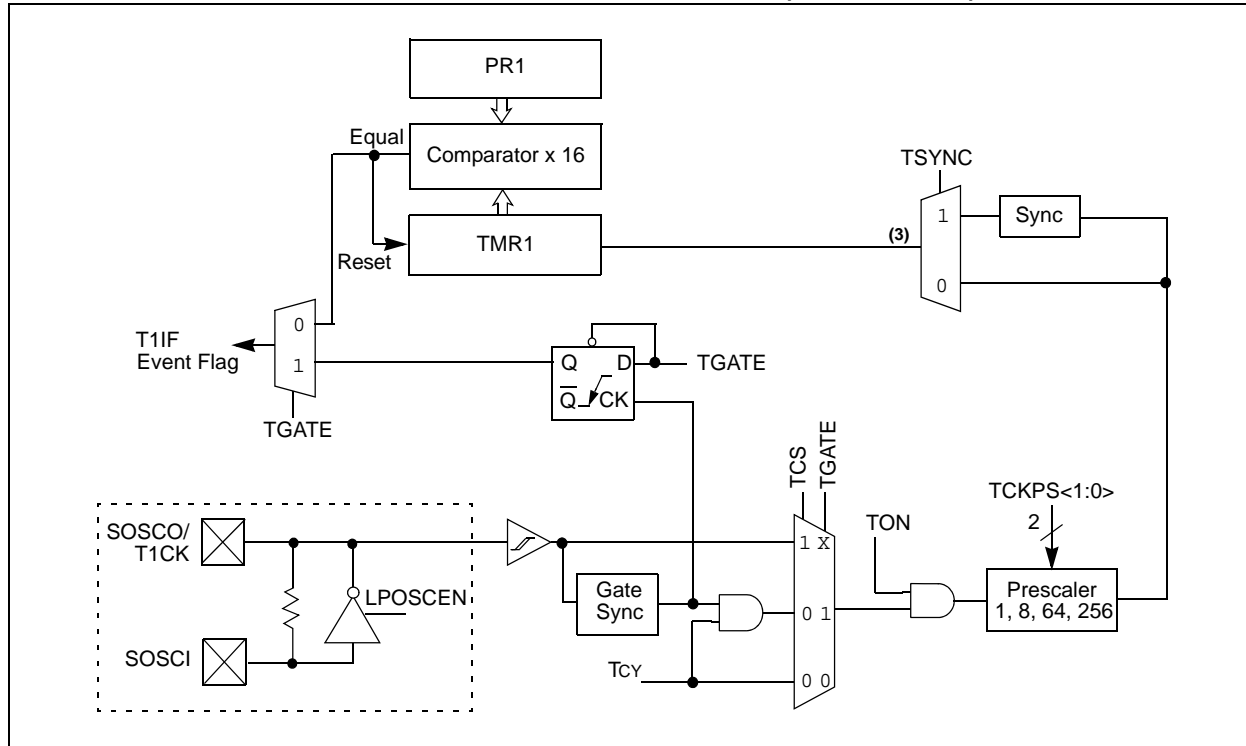 PR1
Equal
Comparator x 16
TSYNC
1
Sync
(3)
TMR1
Reset
0
0
T1IF
Event Flag
1
Q
D
TGATE
Q
CK
TGATE
TCS
TGATE
TCKPS<1:0>
2
TON
SOSCO/
T1CK
1 X
Prescaler
1, 8, 64, 256
LPOSCEN
Gate
Sync
0 1
SOSCI
TCY
0 0